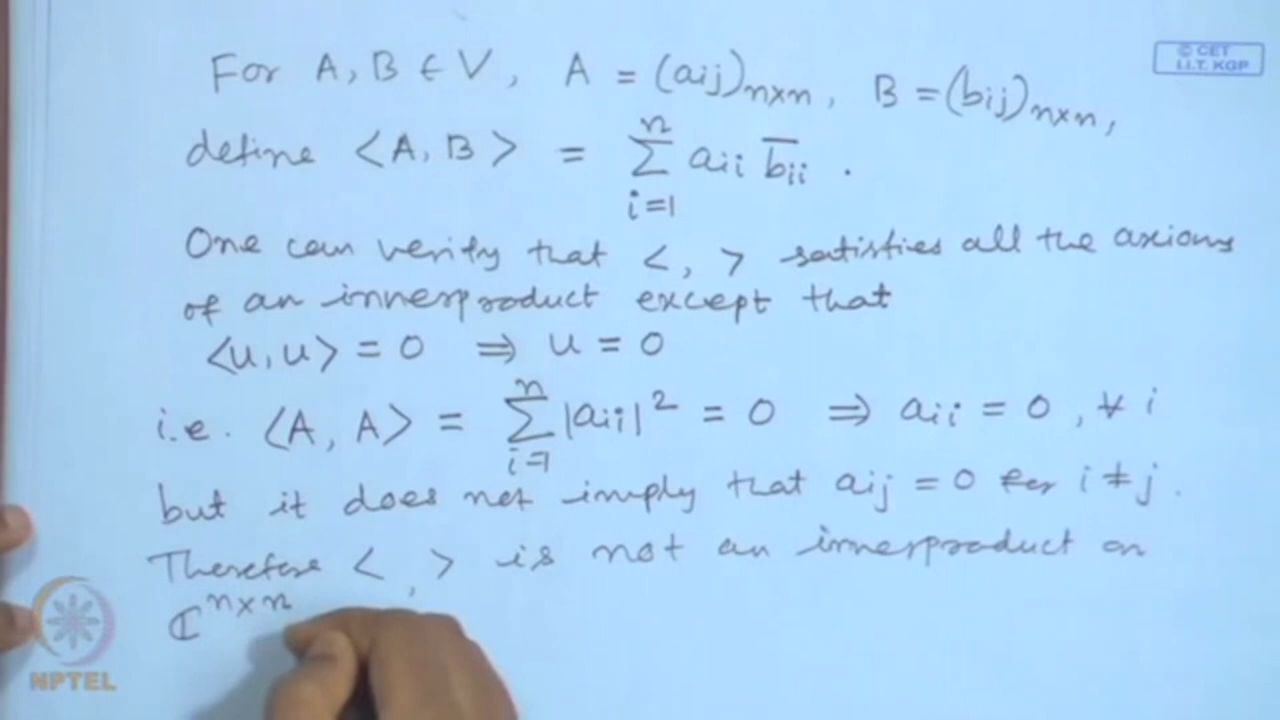 For A, B ∈ V, A = (aij)n×n, B = (bij)n×n,
© CET
I.I.T. KGP
define <A, B> = n∑i=1 aii b̅ii .
One can verify that < , > satisfies all the axioms
of an innerproduct except that
<u, u> = 0 ⇒ u = 0
i.e. <A, A> = n∑i=1 |aii|² = 0 ⇒ aii = 0, ∀ i
but it does not imply that aij = 0 for i ≠ j.
Therefore < , > is not an innerproduct on
ℂn×n
NPTEL